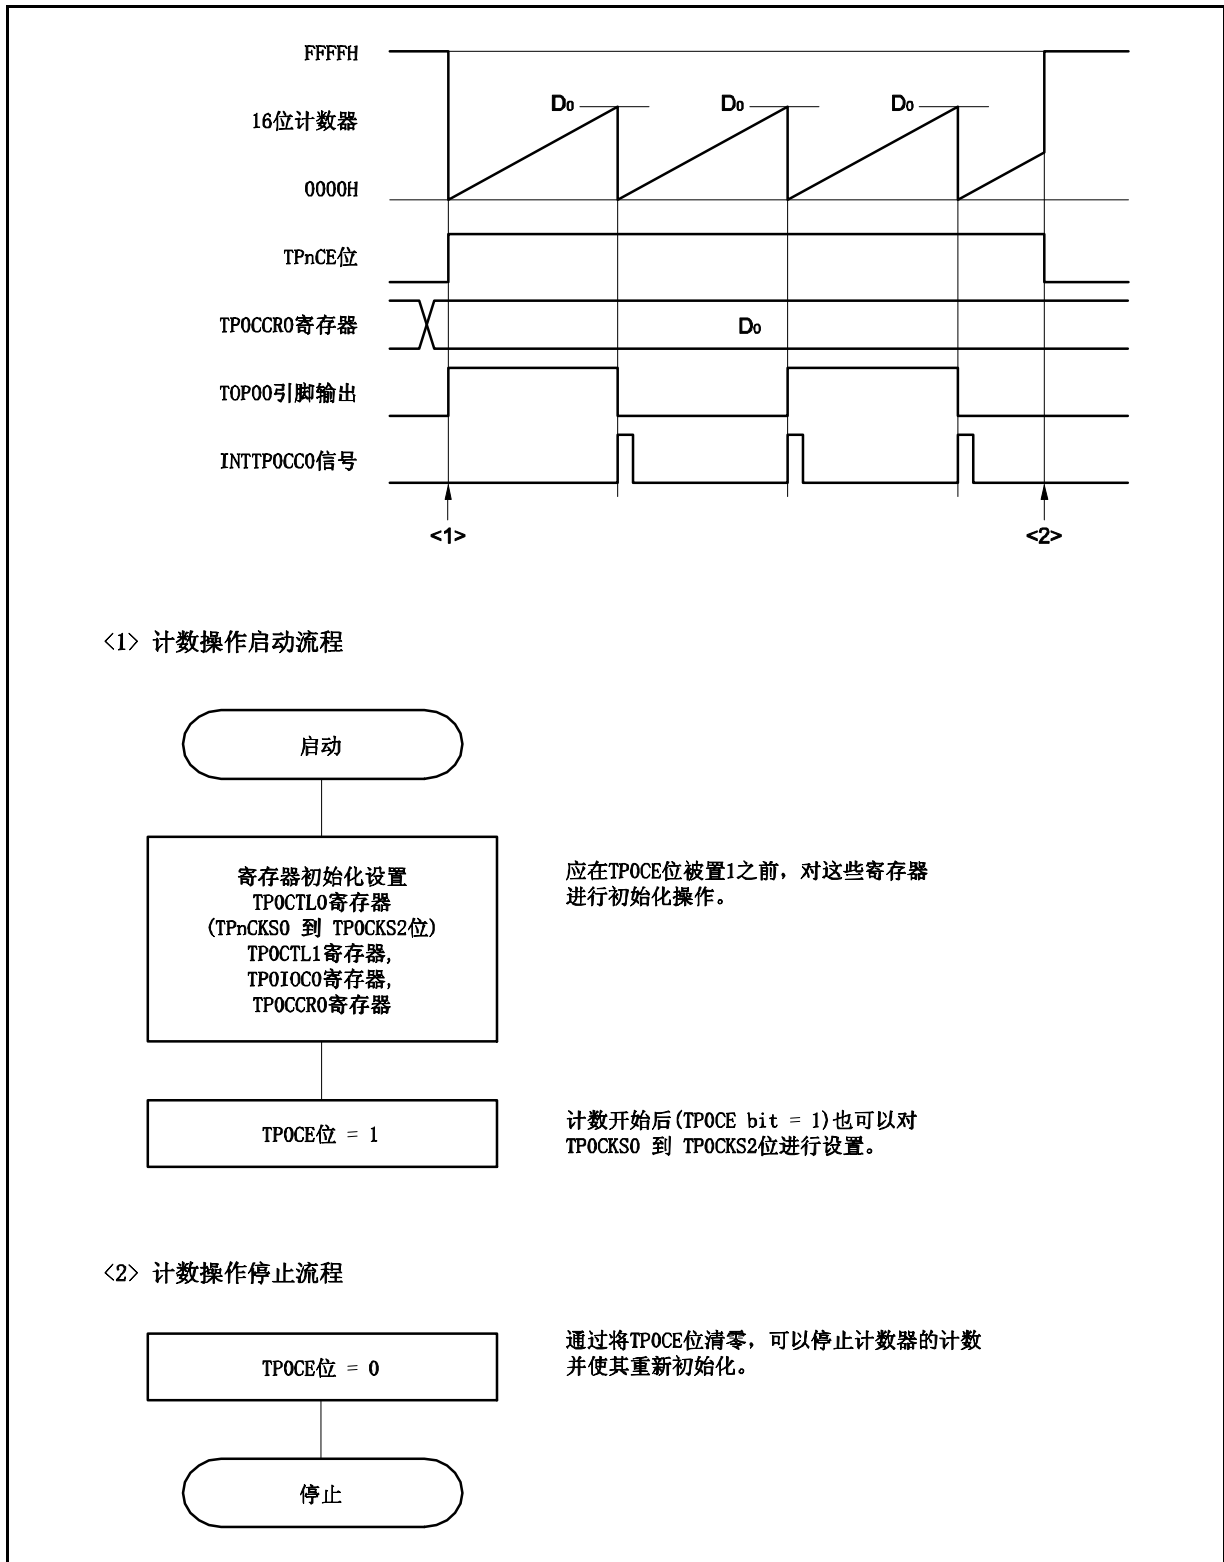 FFFFH
16位计数器
0000H
D0
D0
D0
TPnCE位
TP0CCR0寄存器
D0
TOP00引脚输出
INTTP0CC0信号
<1>
<2>
<1> 计数操作启动流程
启动
寄存器初始化设置
TP0CTL0寄存器
(TPnCKS0 到 TP0CKS2位)
TP0CTL1寄存器,
TP0IOC0寄存器,
TP0CCR0寄存器
应在TP0CE位被置1之前，对这些寄存器
进行初始化操作。
TP0CE位 = 1
计数开始后(TP0CE bit = 1)也可以对
TP0CKS0 到 TP0CKS2位进行设置。
<2> 计数操作停止流程
TP0CE位 = 0
通过将TP0CE位清零，可以停止计数器的计数
并使其重新初始化。
停止